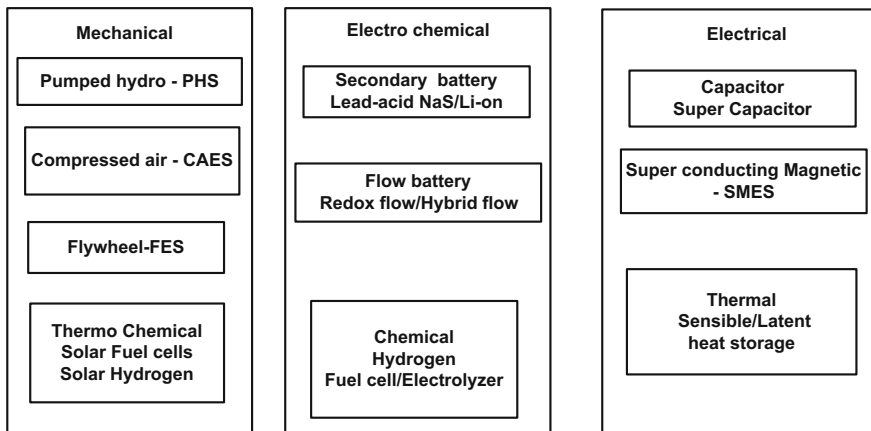 Mechanical
Pumped hydro - PHS
Compressed air - CAES
Flywheel-FES
Thermo Chemical
Solar Fuel cells
Solar Hydrogen
Electro chemical
Secondary battery
Lead-acid NaS/Li-on
Flow battery
Redox flow/Hybrid flow
Chemical
Hydrogen
Fuel cell/Electrolyzer
Electrical
Capacitor
Super Capacitor
Super conducting Magnetic
- SMES
Thermal
Sensible/Latent
heat storage